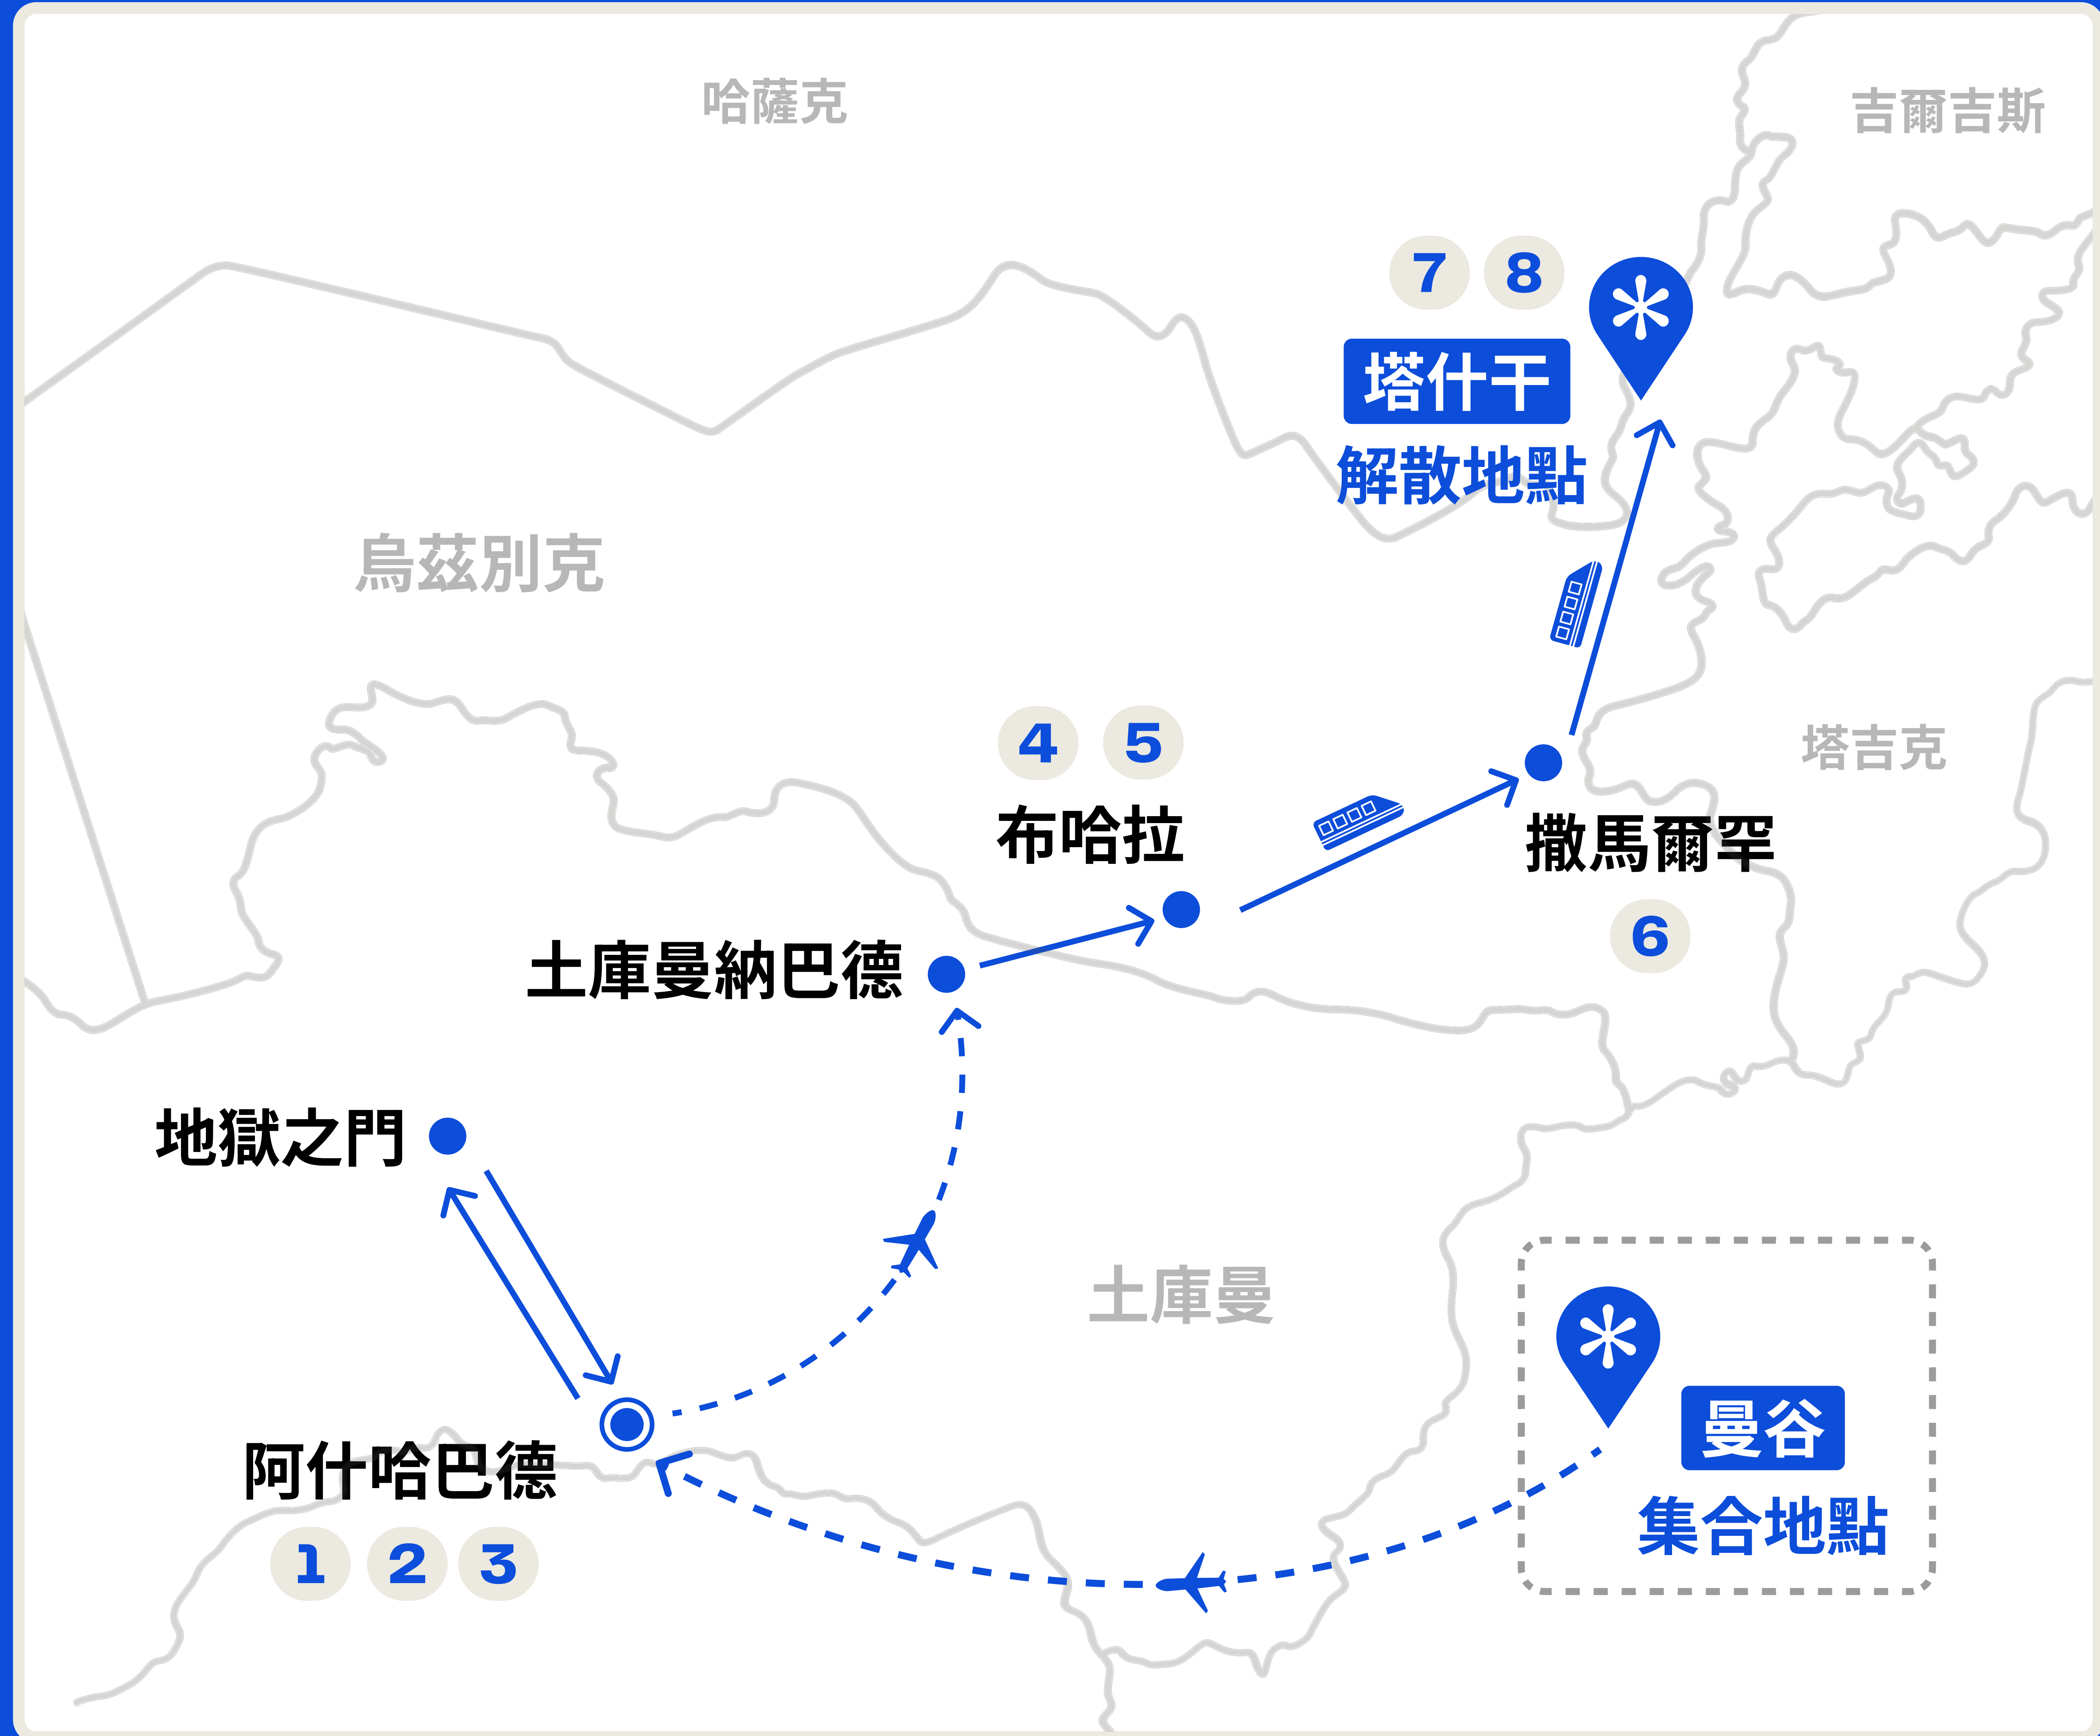 哈薩克
吉爾吉斯
7 8
塔什干
解散地點
烏茲別克
4 5
布哈拉
塔吉克
撒馬爾罕
6
土庫曼納巴德
地獄之門
土庫曼
阿什哈巴德
1 2 3
曼谷
集合地點